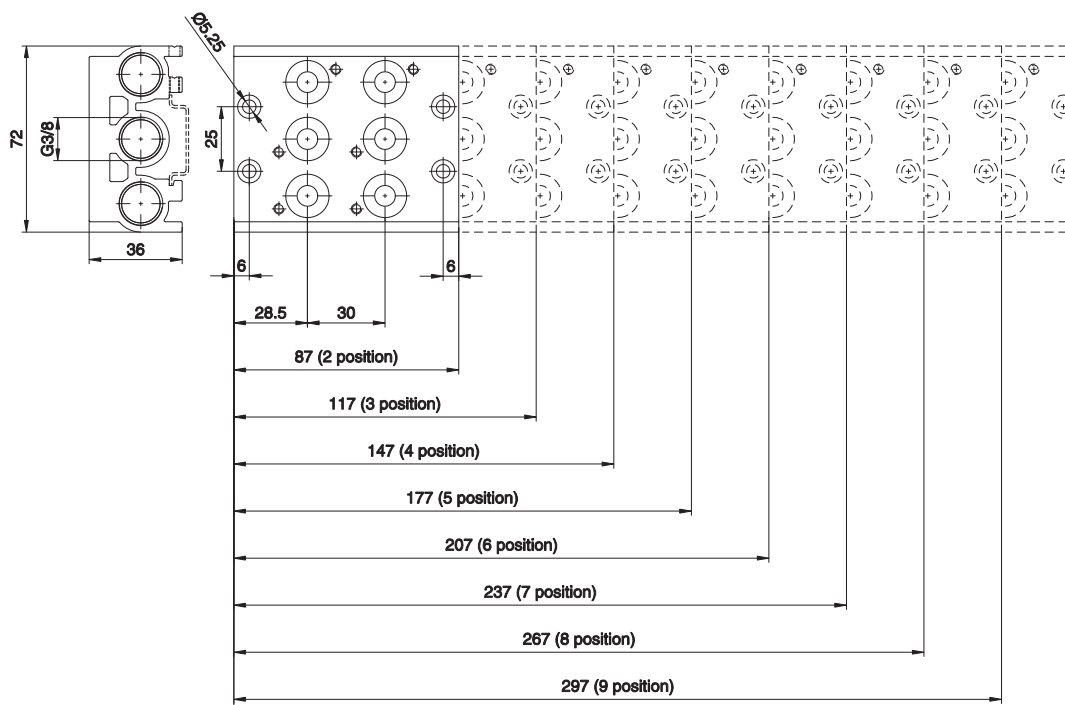 Ø5.25
72
G3/8
25
36
6
6
28.5
30
87 (2 position)
117 (3 position)
147 (4 position)
177 (5 position)
207 (6 position)
237 (7 position)
267 (8 position)
297 (9 position)